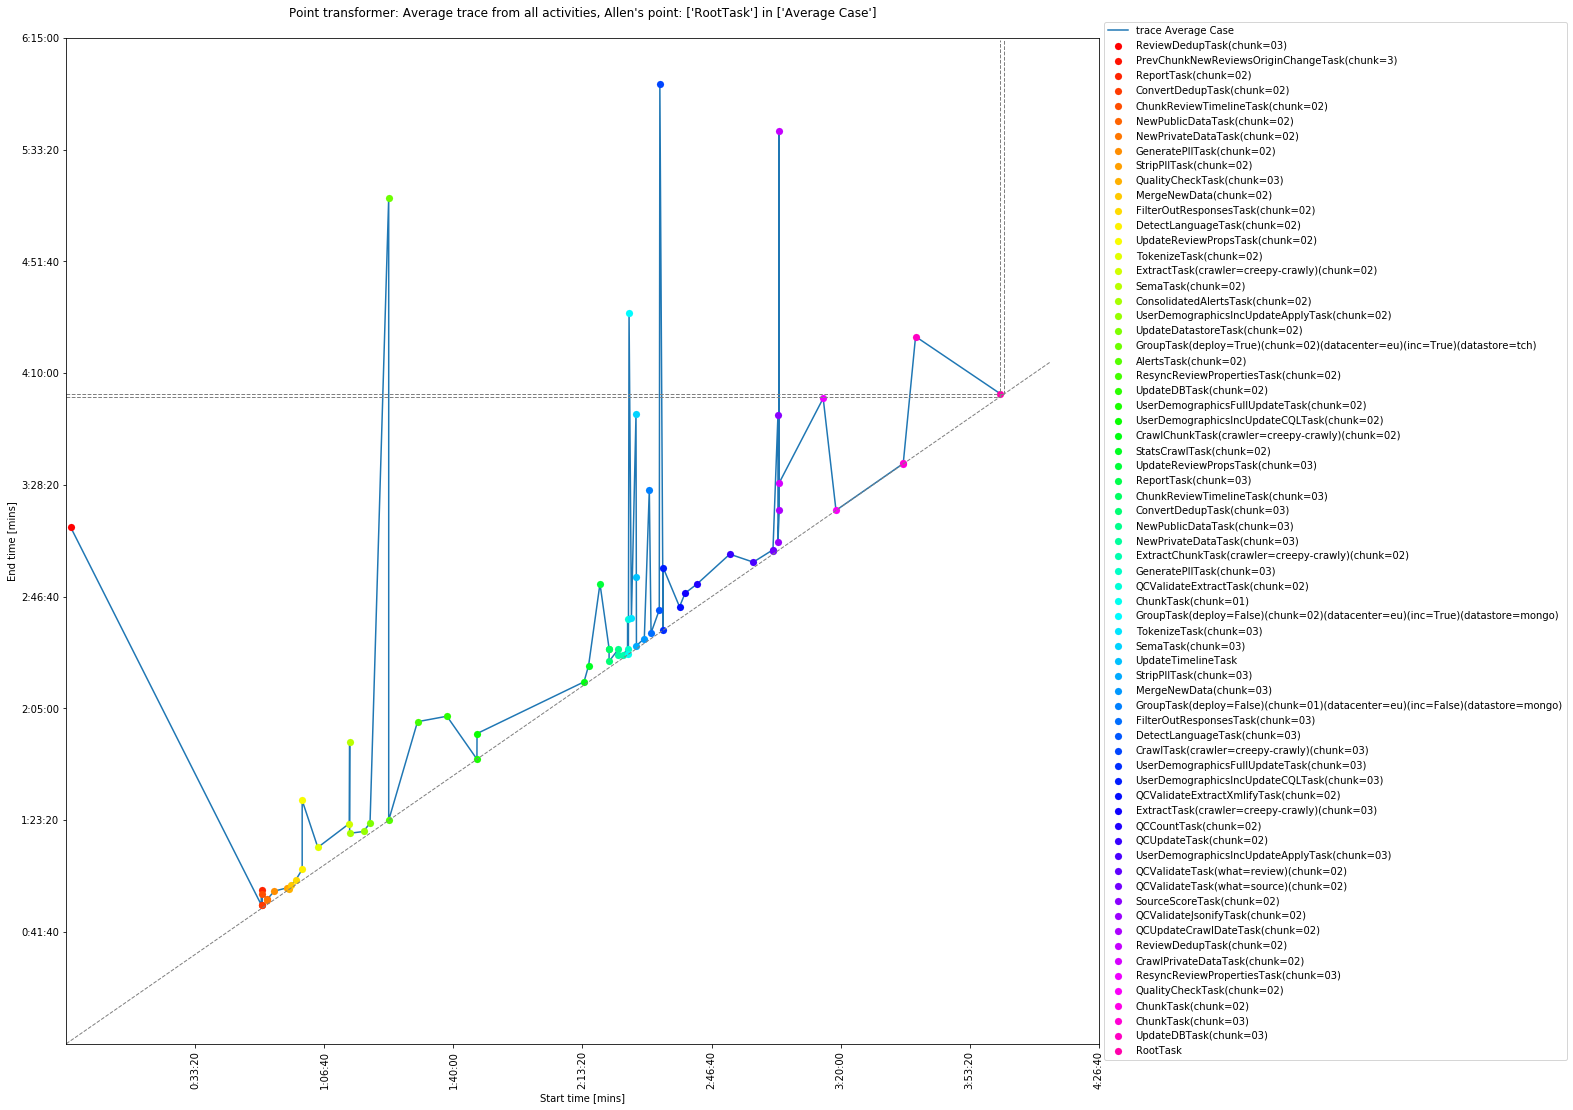 Point transformer: Average trace from all activities, Allen's point: ['RootTask'] in ['Average Case']
6:15:00
5:33:20
4:51:40
4:10:00
3:28:20
2:46:40
2:05:00
1:23:20
0:41:40
End time [mins]
0:33:20
1:06:40
1:40:00
2:13:20
2:46:40
3:20:00
3:53:20
4:26:40
Start time [mins]
trace Average Case
ReviewDedupTask(chunk=03)
PrevChunkNewReviewsOriginChangeTask(chunk=3)
ReportTask(chunk=02)
ConvertDedupTask(chunk=02)
ChunkReviewTimelineTask(chunk=02)
NewPublicDataTask(chunk=02)
NewPrivateDataTask(chunk=02)
GeneratePIITask(chunk=02)
StripPIITask(chunk=02)
QualityCheckTask(chunk=03)
MergeNewData(chunk=02)
FilterOutResponsesTask(chunk=02)
DetectLanguageTask(chunk=02)
UpdateReviewPropsTask(chunk=02)
TokenizeTask(chunk=02)
ExtractTask(crawler=creepy-crawly)(chunk=02)
SemaTask(chunk=02)
ConsolidatedAlertsTask(chunk=02)
UserDemographicsIncUpdateApplyTask(chunk=02)
UpdateDatastoreTask(chunk=02)
GroupTask(deploy=True)(chunk=02)(datacenter=eu)(inc=True)(datastore=tch)
AlertsTask(chunk=02)
ResyncReviewPropertiesTask(chunk=02)
UpdateDBTask(chunk=02)
UserDemographicsFullUpdateTask(chunk=02)
UserDemographicsIncUpdateCQLTask(chunk=02)
CrawlChunkTask(crawler=creepy-crawly)(chunk=02)
StatsCrawlTask(chunk=02)
UpdateReviewPropsTask(chunk=03)
ReportTask(chunk=03)
ChunkReviewTimelineTask(chunk=03)
ConvertDedupTask(chunk=03)
NewPublicDataTask(chunk=03)
NewPrivateDataTask(chunk=03)
ExtractChunkTask(crawler=creepy-crawly)(chunk=02)
GeneratePIITask(chunk=03)
QCValidateExtractTask(chunk=02)
ChunkTask(chunk=01)
GroupTask(deploy=False)(chunk=02)(datacenter=eu)(inc=True)(datastore=mongo)
TokenizeTask(chunk=03)
SemaTask(chunk=03)
UpdateTimelineTask
StripPIITask(chunk=03)
MergeNewData(chunk=03)
GroupTask(deploy=False)(chunk=01)(datacenter=eu)(inc=False)(datastore=mongo)
FilterOutResponsesTask(chunk=03)
DetectLanguageTask(chunk=03)
CrawlTask(crawler=creepy-crawly)(chunk=03)
UserDemographicsFullUpdateTask(chunk=03)
UserDemographicsIncUpdateCQLTask(chunk=03)
QCValidateExtractXmlifyTask(chunk=02)
ExtractTask(crawler=creepy-crawly)(chunk=03)
QCCountTask(chunk=02)
QCUpdateTask(chunk=02)
UserDemographicsIncUpdateApplyTask(chunk=03)
QCValidateTask(what=review)(chunk=02)
QCValidateTask(what=source)(chunk=02)
SourceScoreTask(chunk=02)
QCValidateJsonifyTask(chunk=02)
QCUpdateCrawlDateTask(chunk=02)
ReviewDedupTask(chunk=02)
CrawlPrivateDataTask(chunk=02)
ResyncReviewPropertiesTask(chunk=03)
QualityCheckTask(chunk=02)
ChunkTask(chunk=02)
ChunkTask(chunk=03)
UpdateDBTask(chunk=03)
RootTask